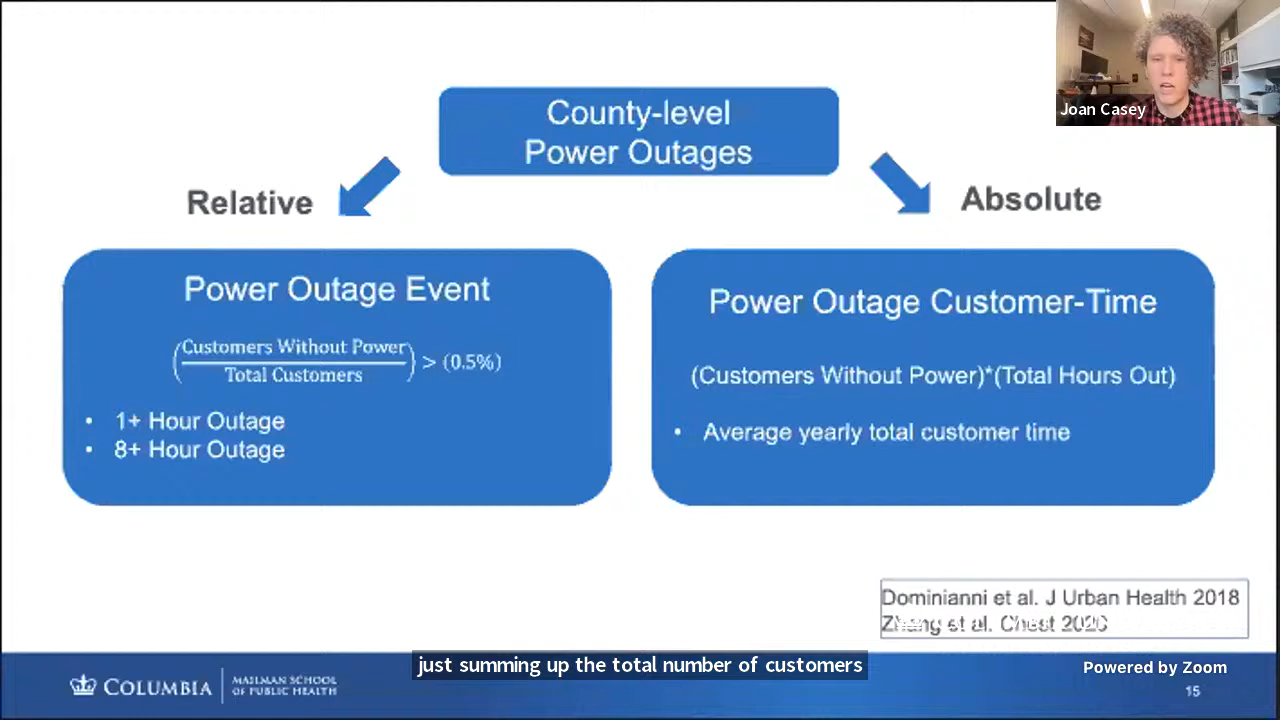 County-level
Power Outages
Joan Casey
Relative
Absolute
Power Outage Event
(Customers Without Power / Total Customers) > (0.5%)
• 1+ Hour Outage
• 8+ Hour Outage
Power Outage Customer-Time
(Customers Without Power)*(Total Hours Out)
• Average yearly total customer time
Dominianni et al. J Urban Health 2018
Zhang et al. Chest 2020
just summing up the total number of customers
Powered by Zoom
COLUMBIA
MAILMAN SCHOOL
OF PUBLIC HEALTH
15